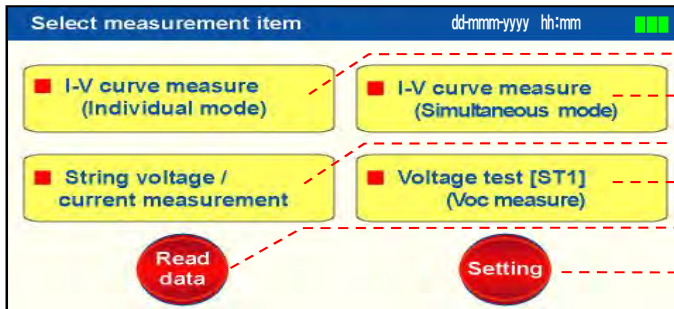 Select measurement item dd-mmm-yyyy hh:mm
I-V curve measure
(Individual mode)
I-V curve measure
(Simultaneous mode)
String voltage /
current measurement
Voltage test [ST1]
(Voc measure)
Read
data
Setting